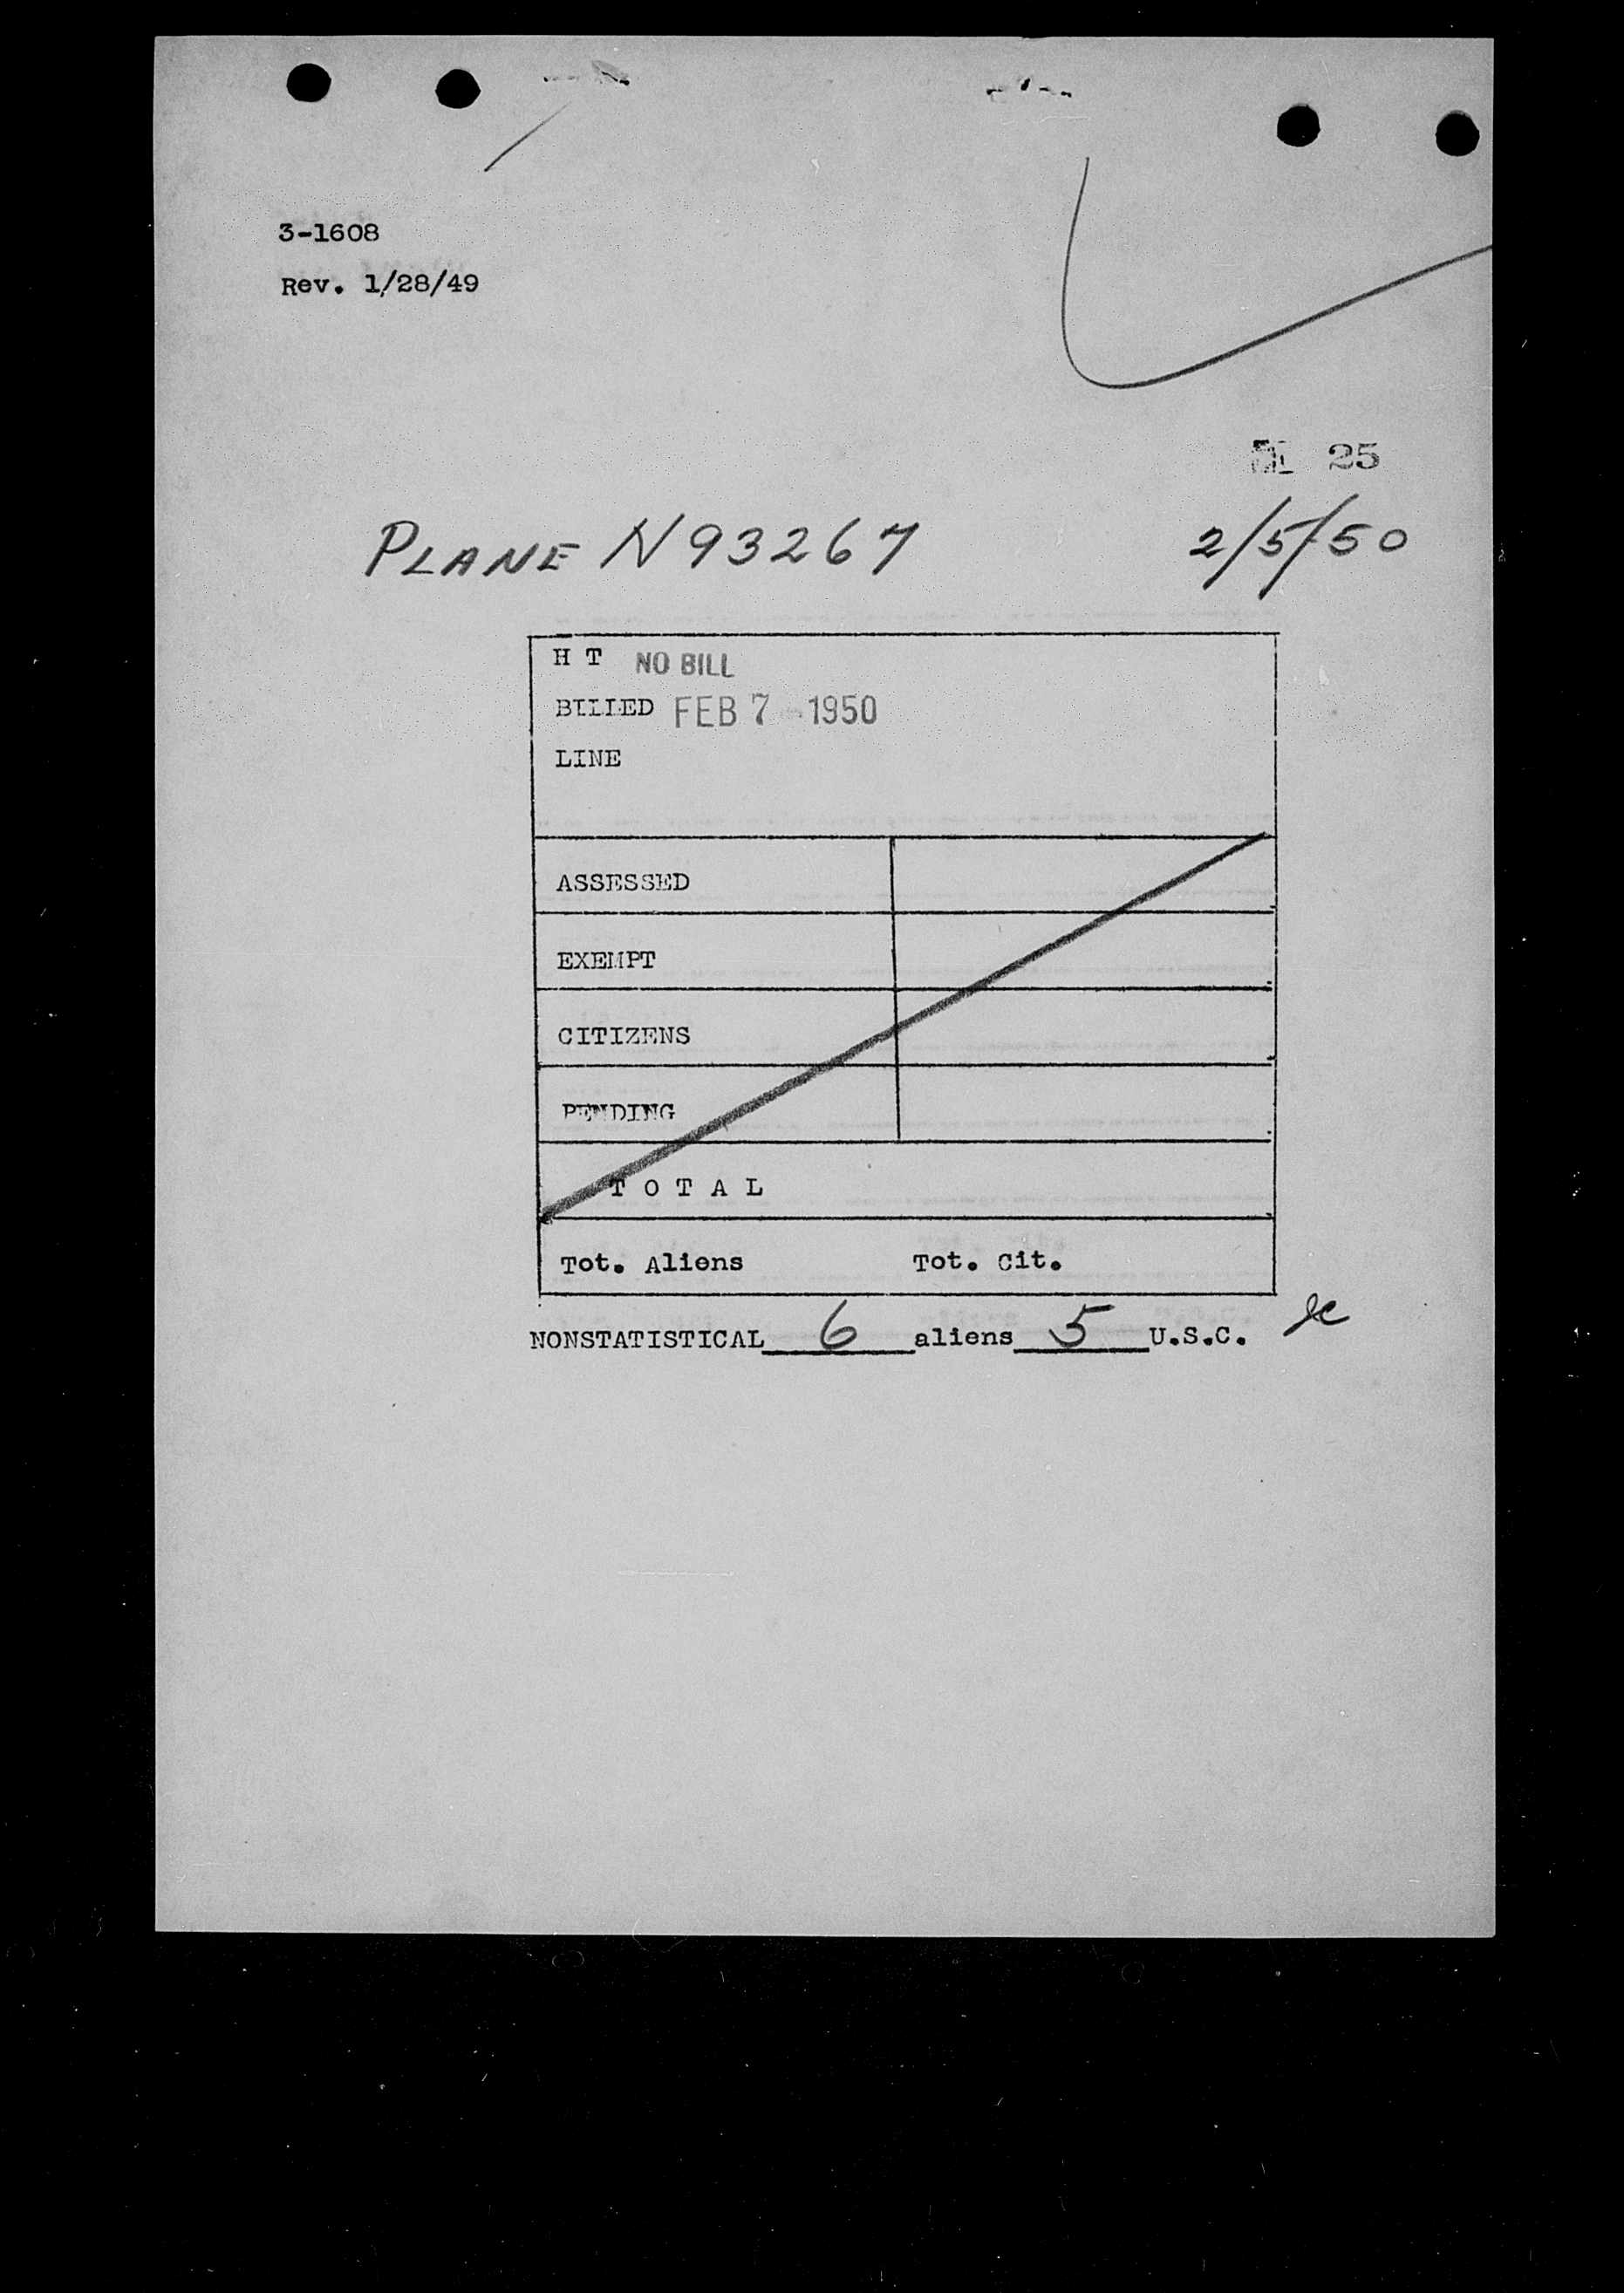 3-1608
Rev. 1/28/49
25
PLANE N93267 2/5/50
H T NO BILL
BILLED FEB 7 1950
LINE
ASSESSED
EXEMPT
CITIZENS
PENDING
T O T A L
Tot. Aliens Tot. Cit.
NONSTATISTICAL 6 aliens 5 U.S.C.